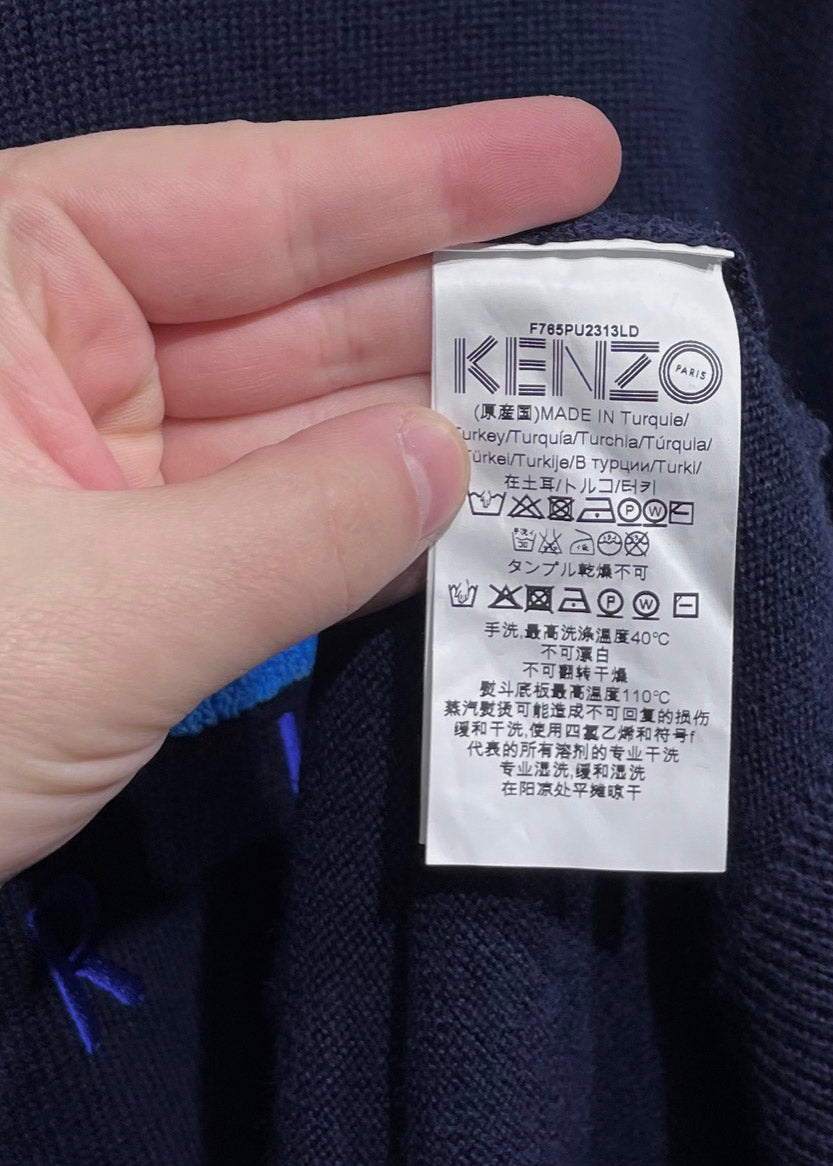 F765PU2313LD
KENZO
PARIS
(原産国)MADE IN Turquie/
Turkey/Turquía/Turchia/Túrquia/
Türkei/Turkije/В турции/Turki/
在土耳/トルコ/터키
P W
タンブル乾燥不可
P W
手洗,最高洗涤温度40°C
不可漂白
不可翻转干燥
熨斗底板最高温度110°C
蒸汽熨烫可能造成不可回复的损伤
缓和干洗,使用四氯乙烯和符号f
代表的所有溶剂的专业干洗
专业湿洗,缓和湿洗
在阳凉处平摊晾干
R